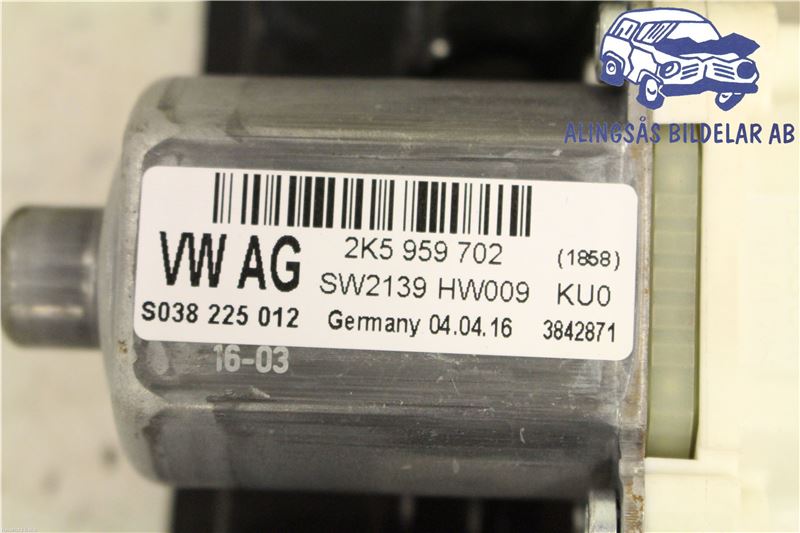 ALINGSÅS BILDELAR AB
VW AG
2K5 959 702
(1858)
SW2139 HW009
KU0
S038 225 012
Germany 04.04.16
3842871
16-03